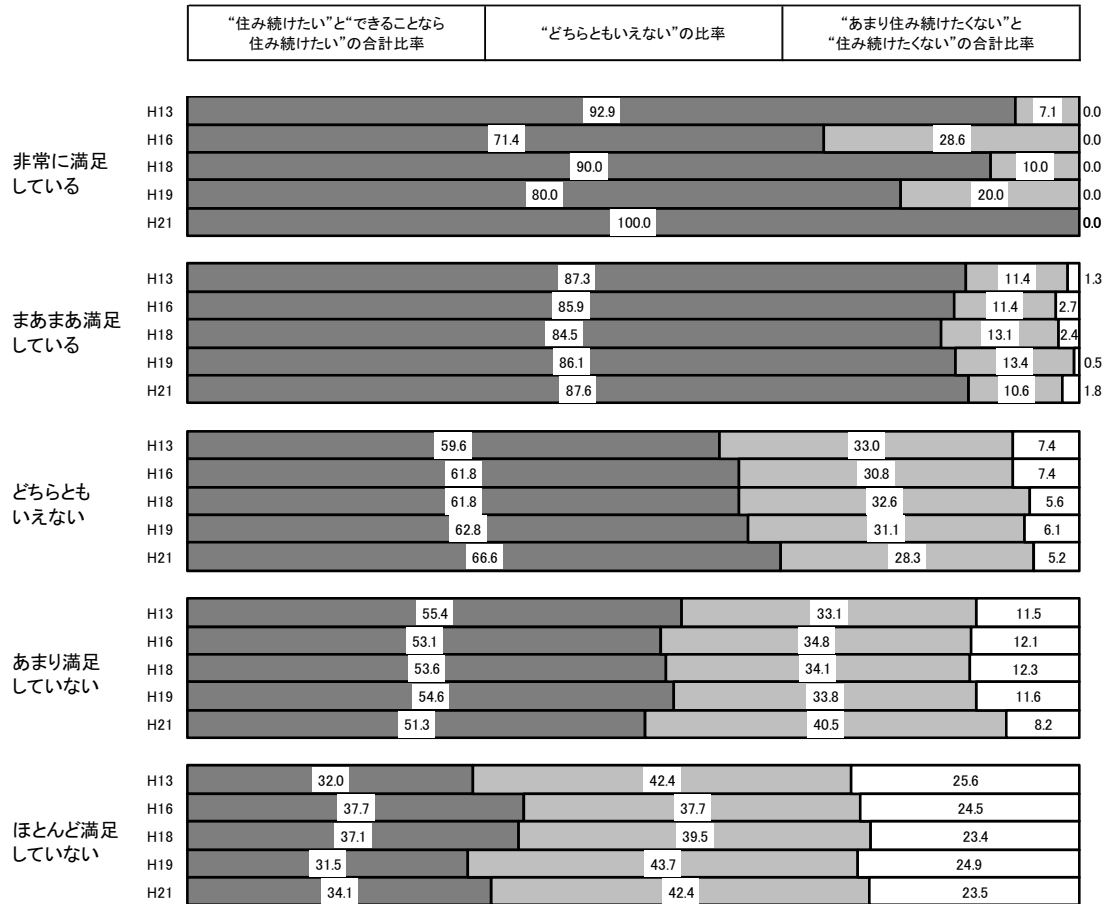 “住み続けたい”と“できることなら
住み続けたい”の合計比率
“どちらともいえない”の比率
“あまり住み続けたくない”と
“住み続けたくない”の合計比率
非常に満足
している
H13 92.9 7.1 0.0
H16 71.4 28.6 0.0
H18 90.0 10.0 0.0
H19 80.0 20.0 0.0
H21 100.0 0.0
まあまあ満足
している
H13 87.3 11.4 1.3
H16 85.9 11.4 2.7
H18 84.5 13.1 2.4
H19 86.1 13.4 0.5
H21 87.6 10.6 1.8
どちらとも
いえない
H13 59.6 33.0 7.4
H16 61.8 30.8 7.4
H18 61.8 32.6 5.6
H19 62.8 31.1 6.1
H21 66.6 28.3 5.2
あまり満足
していない
H13 55.4 33.1 11.5
H16 53.1 34.8 12.1
H18 53.6 34.1 12.3
H19 54.6 33.8 11.6
H21 51.3 40.5 8.2
ほとんど満足
していない
H13 32.0 42.4 25.6
H16 37.7 37.7 24.5
H18 37.1 39.5 23.4
H19 31.5 43.7 24.9
H21 34.1 42.4 23.5